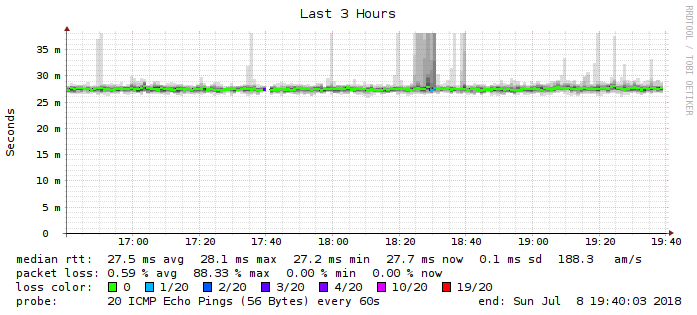 Last 3 Hours
RRDTOOL / TOBI OETIKER
Seconds
35 m
30 m
25 m
20 m
15 m
10 m
5 m
0
17:00 17:20 17:40 18:00 18:20 18:40 19:00 19:20 19:40
median rtt: 27.5 ms avg 28.1 ms max 27.2 ms min 27.7 ms now 0.1 ms sd 188.3 am/s
packet loss: 0.59 % avg 88.33 % max 0.00 % min 0.00 % now
loss color: 0 1/20 2/20 3/20 4/20 10/20 19/20
probe: 20 ICMP Echo Pings (56 Bytes) every 60s end: Sun Jul 8 19:40:03 2018